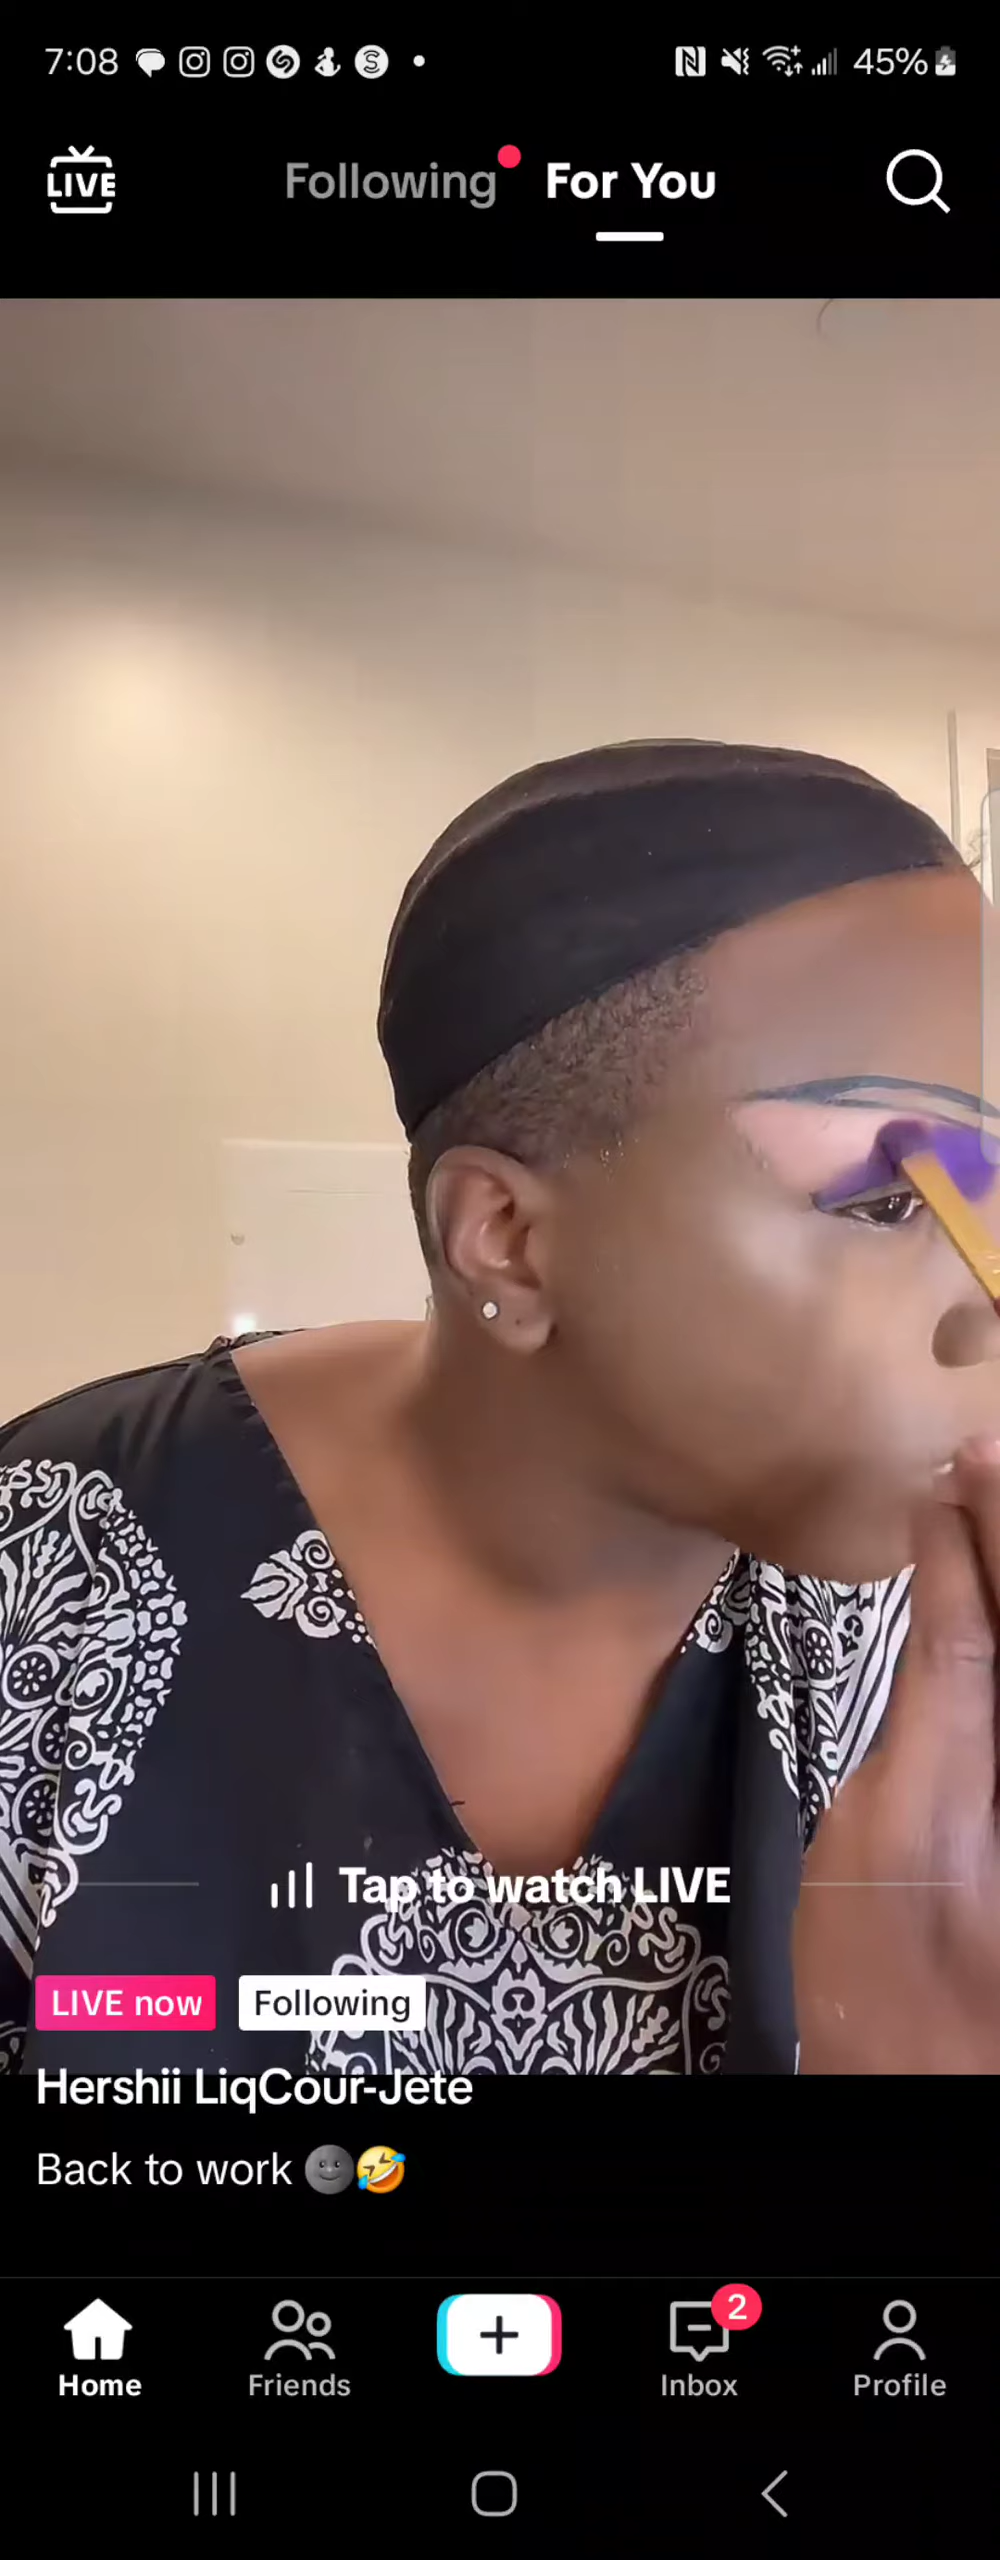 7:08 45%
LIVE Following For You
Tap to watch LIVE
LIVE now Following
Hershii LiqCour-Jete
Back to work 🌚🤣
2
Home Friends Inbox Profile